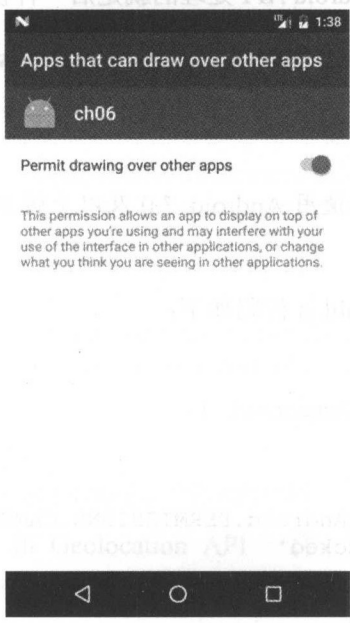 1:38
Apps that can draw over other apps
ch06
Permit drawing over other apps
This permission allows an app to display on top of
other apps you're using and may interfere with your
use of the interface in other applications, or change
what you think you are seeing in other applications.